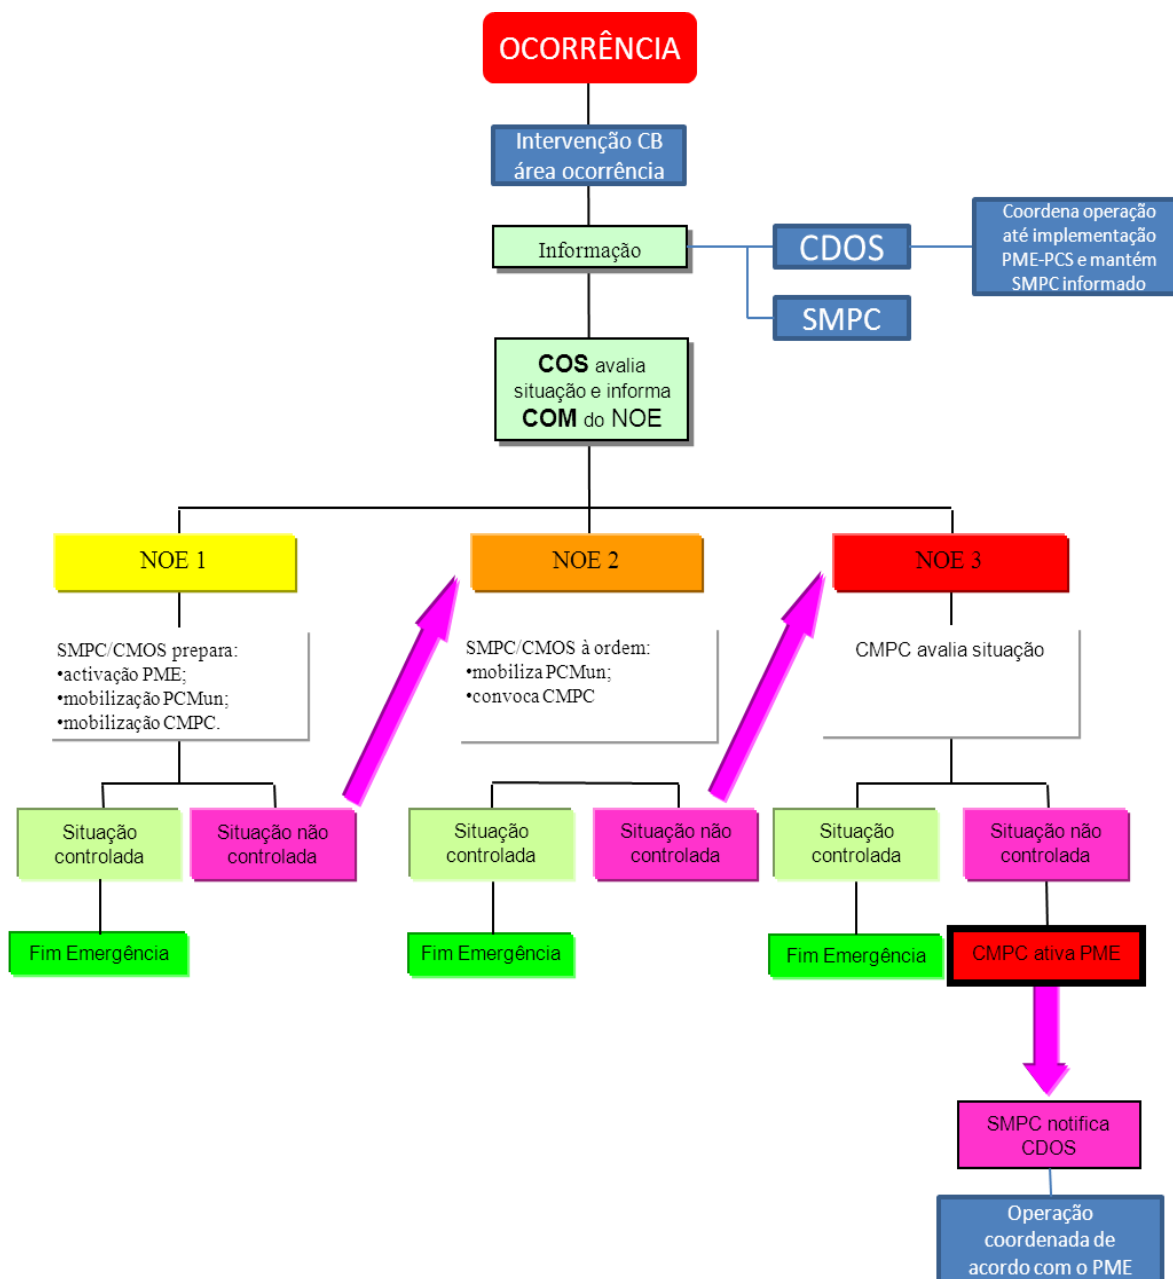 OCORRÊNCIA
Intervenção CB
área ocorrência
Informação
CDOS
Coordena operação
até implementação
PME-PCS e mantém
SMPC informado
SMPC
COS avalia
situação e informa
COM do NOE
NOE 1
NOE 2
NOE 3
SMPC/CMOS prepara:
•activação PME;
•mobilização PCMun;
•mobilização CMPC.
SMPC/CMOS à ordem:
•mobiliza PCMun;
•convoca CMPC
CMPC avalia situação
Situação
controlada
Situação não
controlada
Situação
controlada
Situação não
controlada
Situação
controlada
Situação não
controlada
Fim Emergência
Fim Emergência
Fim Emergência
CMPC ativa PME
SMPC notifica
CDOS
Operação
coordenada de
acordo com o PME